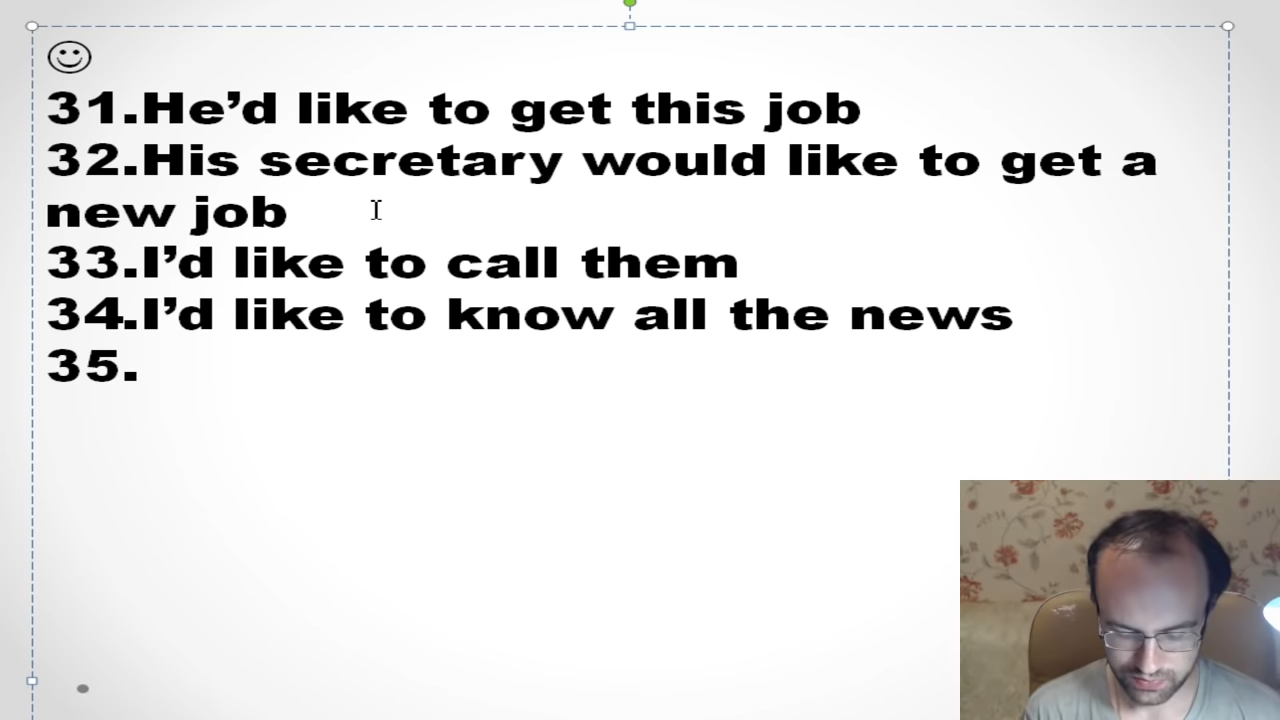 31.He’d like to get this job
32.His secretary would like to get a
new job
33.I’d like to call them
34.I’d like to know all the news
35.